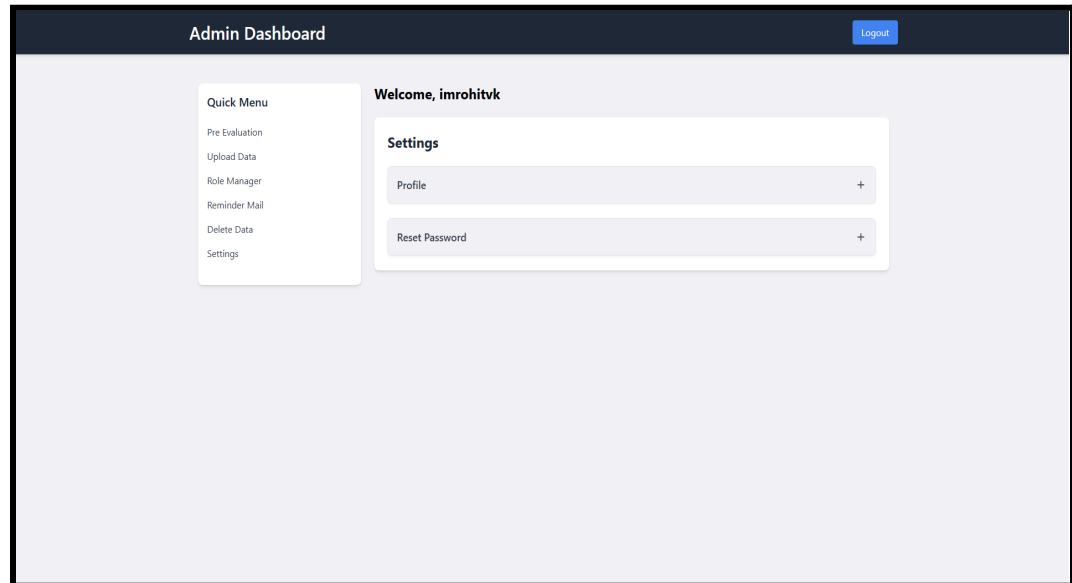 Admin Dashboard
Logout
Quick Menu
Pre Evaluation
Upload Data
Role Manager
Reminder Mail
Delete Data
Settings
Welcome, imrohitvk
Settings
Profile +
Reset Password +